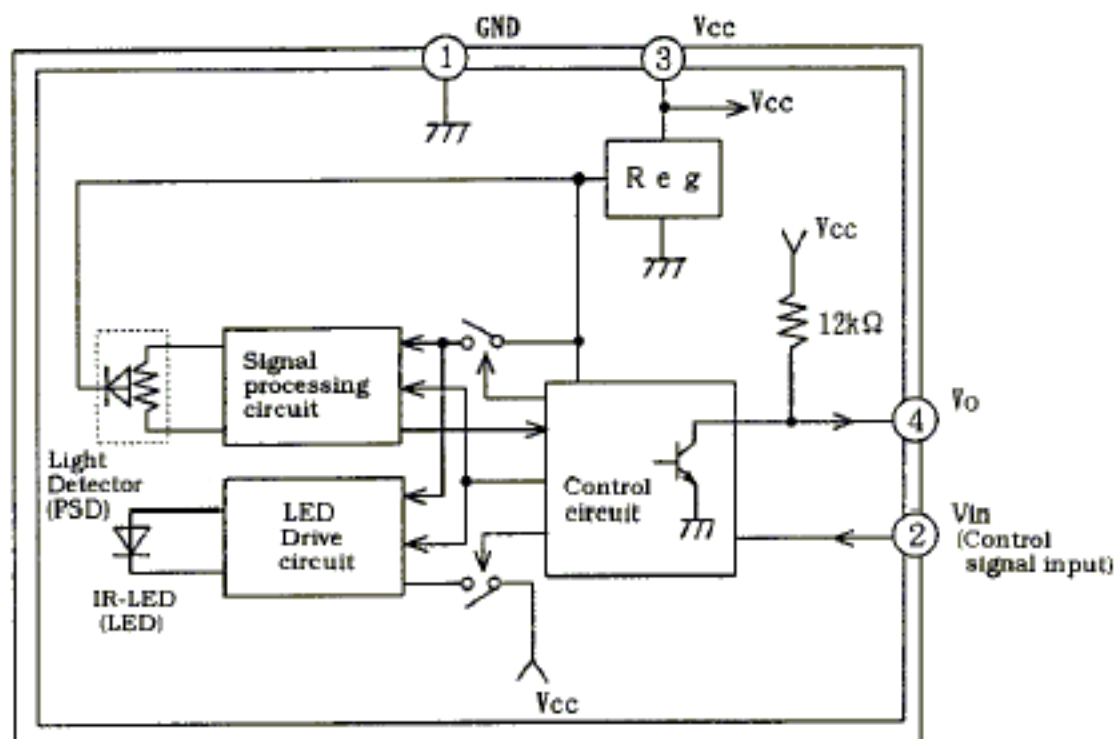 GND
Vcc
1
3
Vcc
Reg
Vcc
12kΩ
Signal
processing
circuit
Vo
4
Light
Detector
(PSD)
LED
Drive
circuit
Control
circuit
2
Vin
(Control
signal input)
IR-LED
(LED)
Vcc